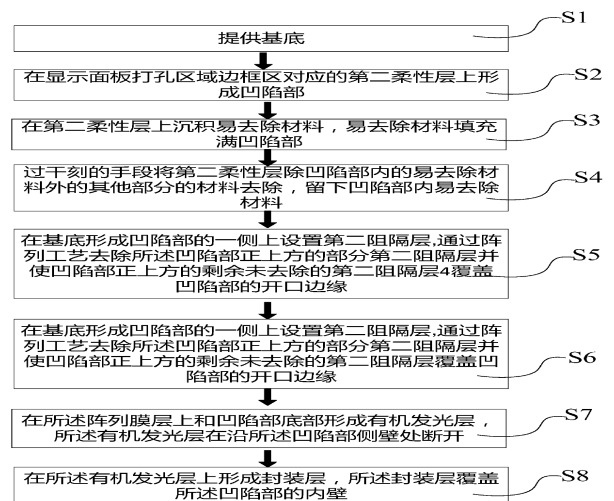 提供基底
S1
在显示面板打孔区域边框区对应的第二柔性层上形
成凹陷部
S2
在第二柔性层上沉积易去除材料，易去除材料填充
满凹陷部
S3
过干刻的手段将第二柔性层除凹陷部内的易去除材
料外的其他部分的材料去除，留下凹陷部内易去除
材料
S4
在基底形成凹陷部的一侧上设置第二阻隔层,通过阵
列工艺去除所述凹陷部正上方的部分第二阻隔层并
使凹陷部正上方的剩余未去除的第二阻隔层4覆盖
凹陷部的开口边缘
S5
在基底形成凹陷部的一侧上设置第二阻隔层,通过阵
列工艺去除所述凹陷部正上方的部分第二阻隔层并
使凹陷部正上方的剩余未去除的第二阻隔层覆盖凹
陷部的开口边缘
S6
在所述阵列膜层上和凹陷部底部形成有机发光层，
所述有机发光层在沿所述凹陷部侧壁处断开
S7
在所述有机发光层上形成封装层，所述封装层覆盖
所述凹陷部的内壁
S8